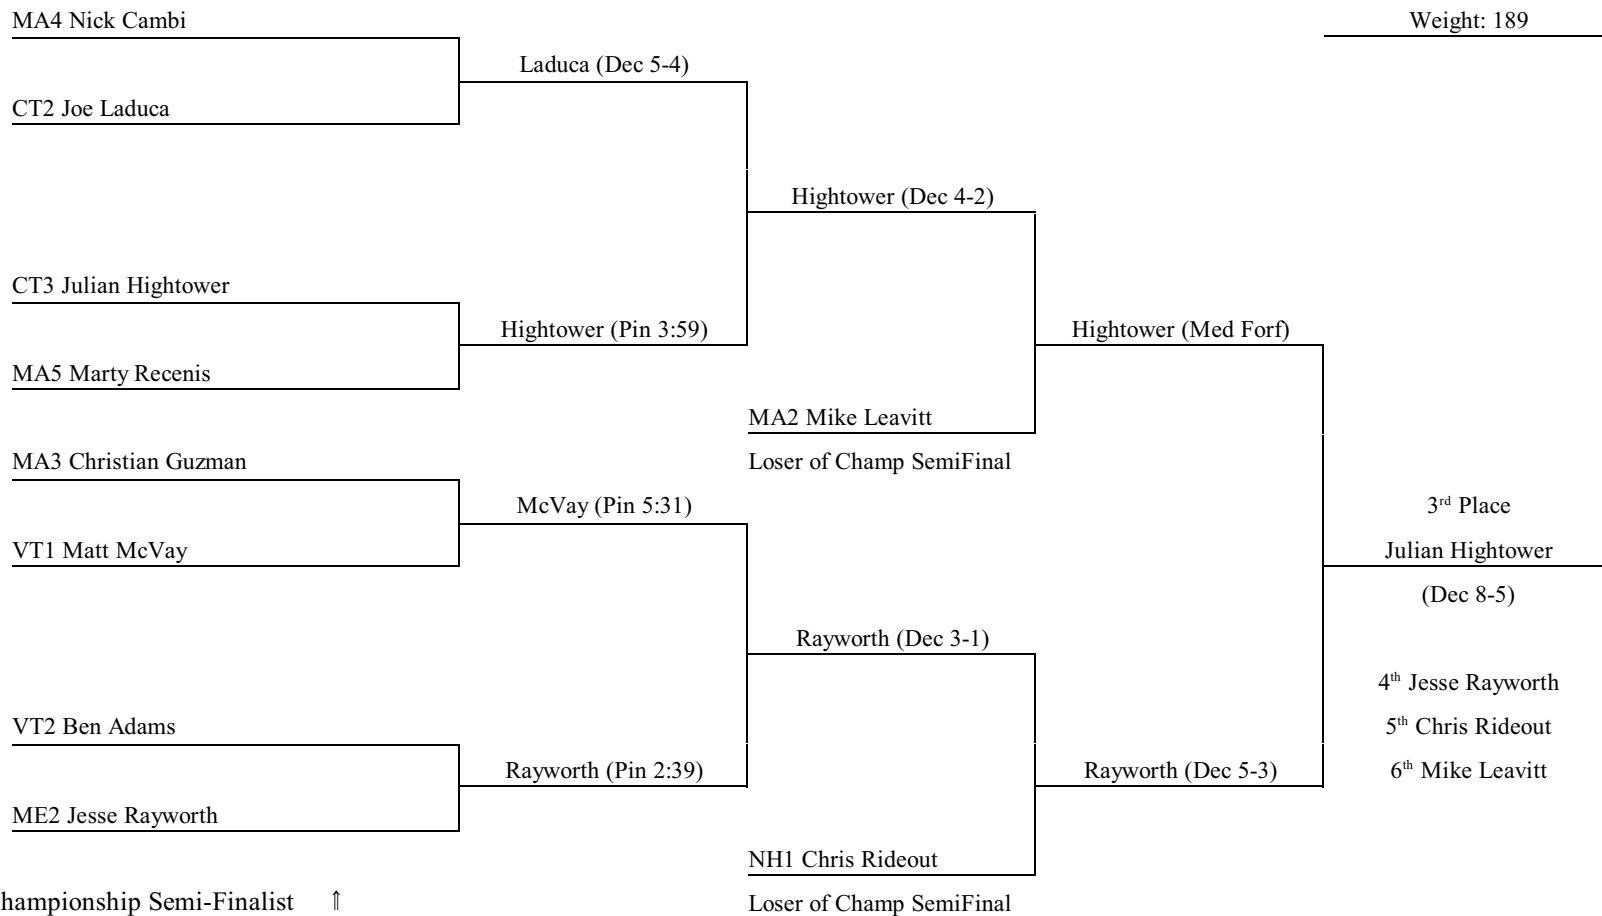 MA4 Nick Cambi
Weight: 189
Laduca (Dec 5-4)
CT2 Joe Laduca
Hightower (Dec 4-2)
CT3 Julian Hightower
Hightower (Pin 3:59)
Hightower (Med Forf)
MA5 Marty Recenis
MA2 Mike Leavitt
MA3 Christian Guzman
Loser of Champ SemiFinal
McVay (Pin 5:31)
3rd Place
VT1 Matt McVay
Julian Hightower
(Dec 8-5)
Rayworth (Dec 3-1)
4th Jesse Rayworth
VT2 Ben Adams
5th Chris Rideout
Rayworth (Pin 2:39)
Rayworth (Dec 5-3)
6th Mike Leavitt
ME2 Jesse Rayworth
NH1 Chris Rideout
hampionship Semi-Finalist ⇑
Loser of Champ SemiFinal